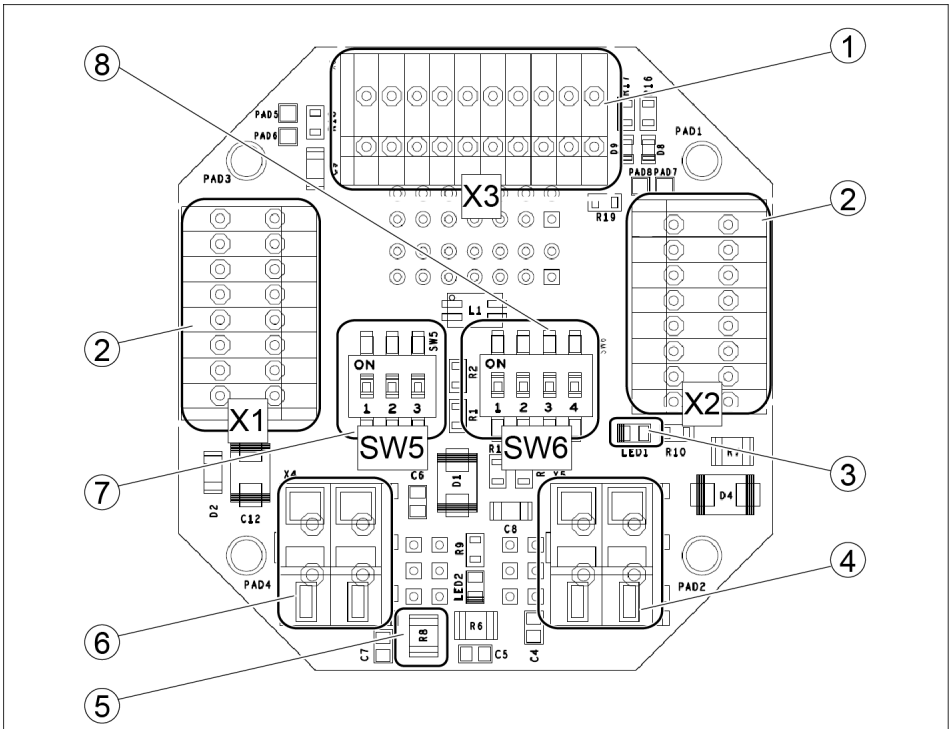 8
1
PAD5
PAD6
PAD1
D9
D8
PAD8 PAD7
PAD3
X3
R19
2
2
L1
SW5
ON
1 2 3
R2
R1
ON
1 2 3 4
X1
X2
SW5
SW6
LED1
R10
3
7
X4
C6
D1
D2
C12
C8
D4
R9
LED2
PAD4
PAD2
4
6
R8
R6
C7
C5
C4
5